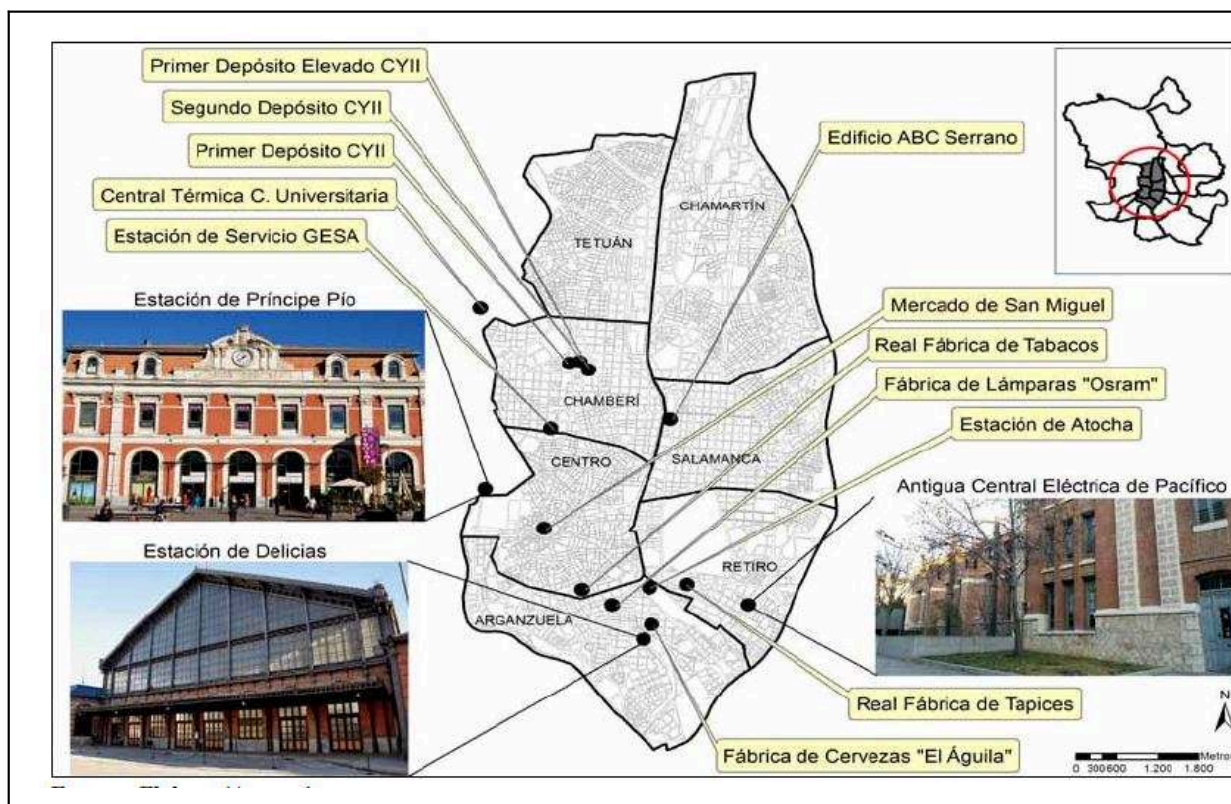 Primer Depósito Elevado CYII
Segundo Depósito CYII
Primer Depósito CYII
Central Térmica C. Universitaria
Estación de Servicio GESA
Estación de Príncipe Pío
Estación de Delicias
Edificio ABC Serrano
Mercado de San Miguel
Real Fábrica de Tabacos
Fábrica de Lámparas "Osram"
Estación de Atocha
Antigua Central Eléctrica de Pacífico
Real Fábrica de Tapices
Fábrica de Cervezas "El Águila"
TETUÁN
CHAMARTÍN
CHAMBERÍ
CENTRO
SALAMANCA
RETIRO
ARGANZUELA
N
Metro
0 300 600 1.200 1.800